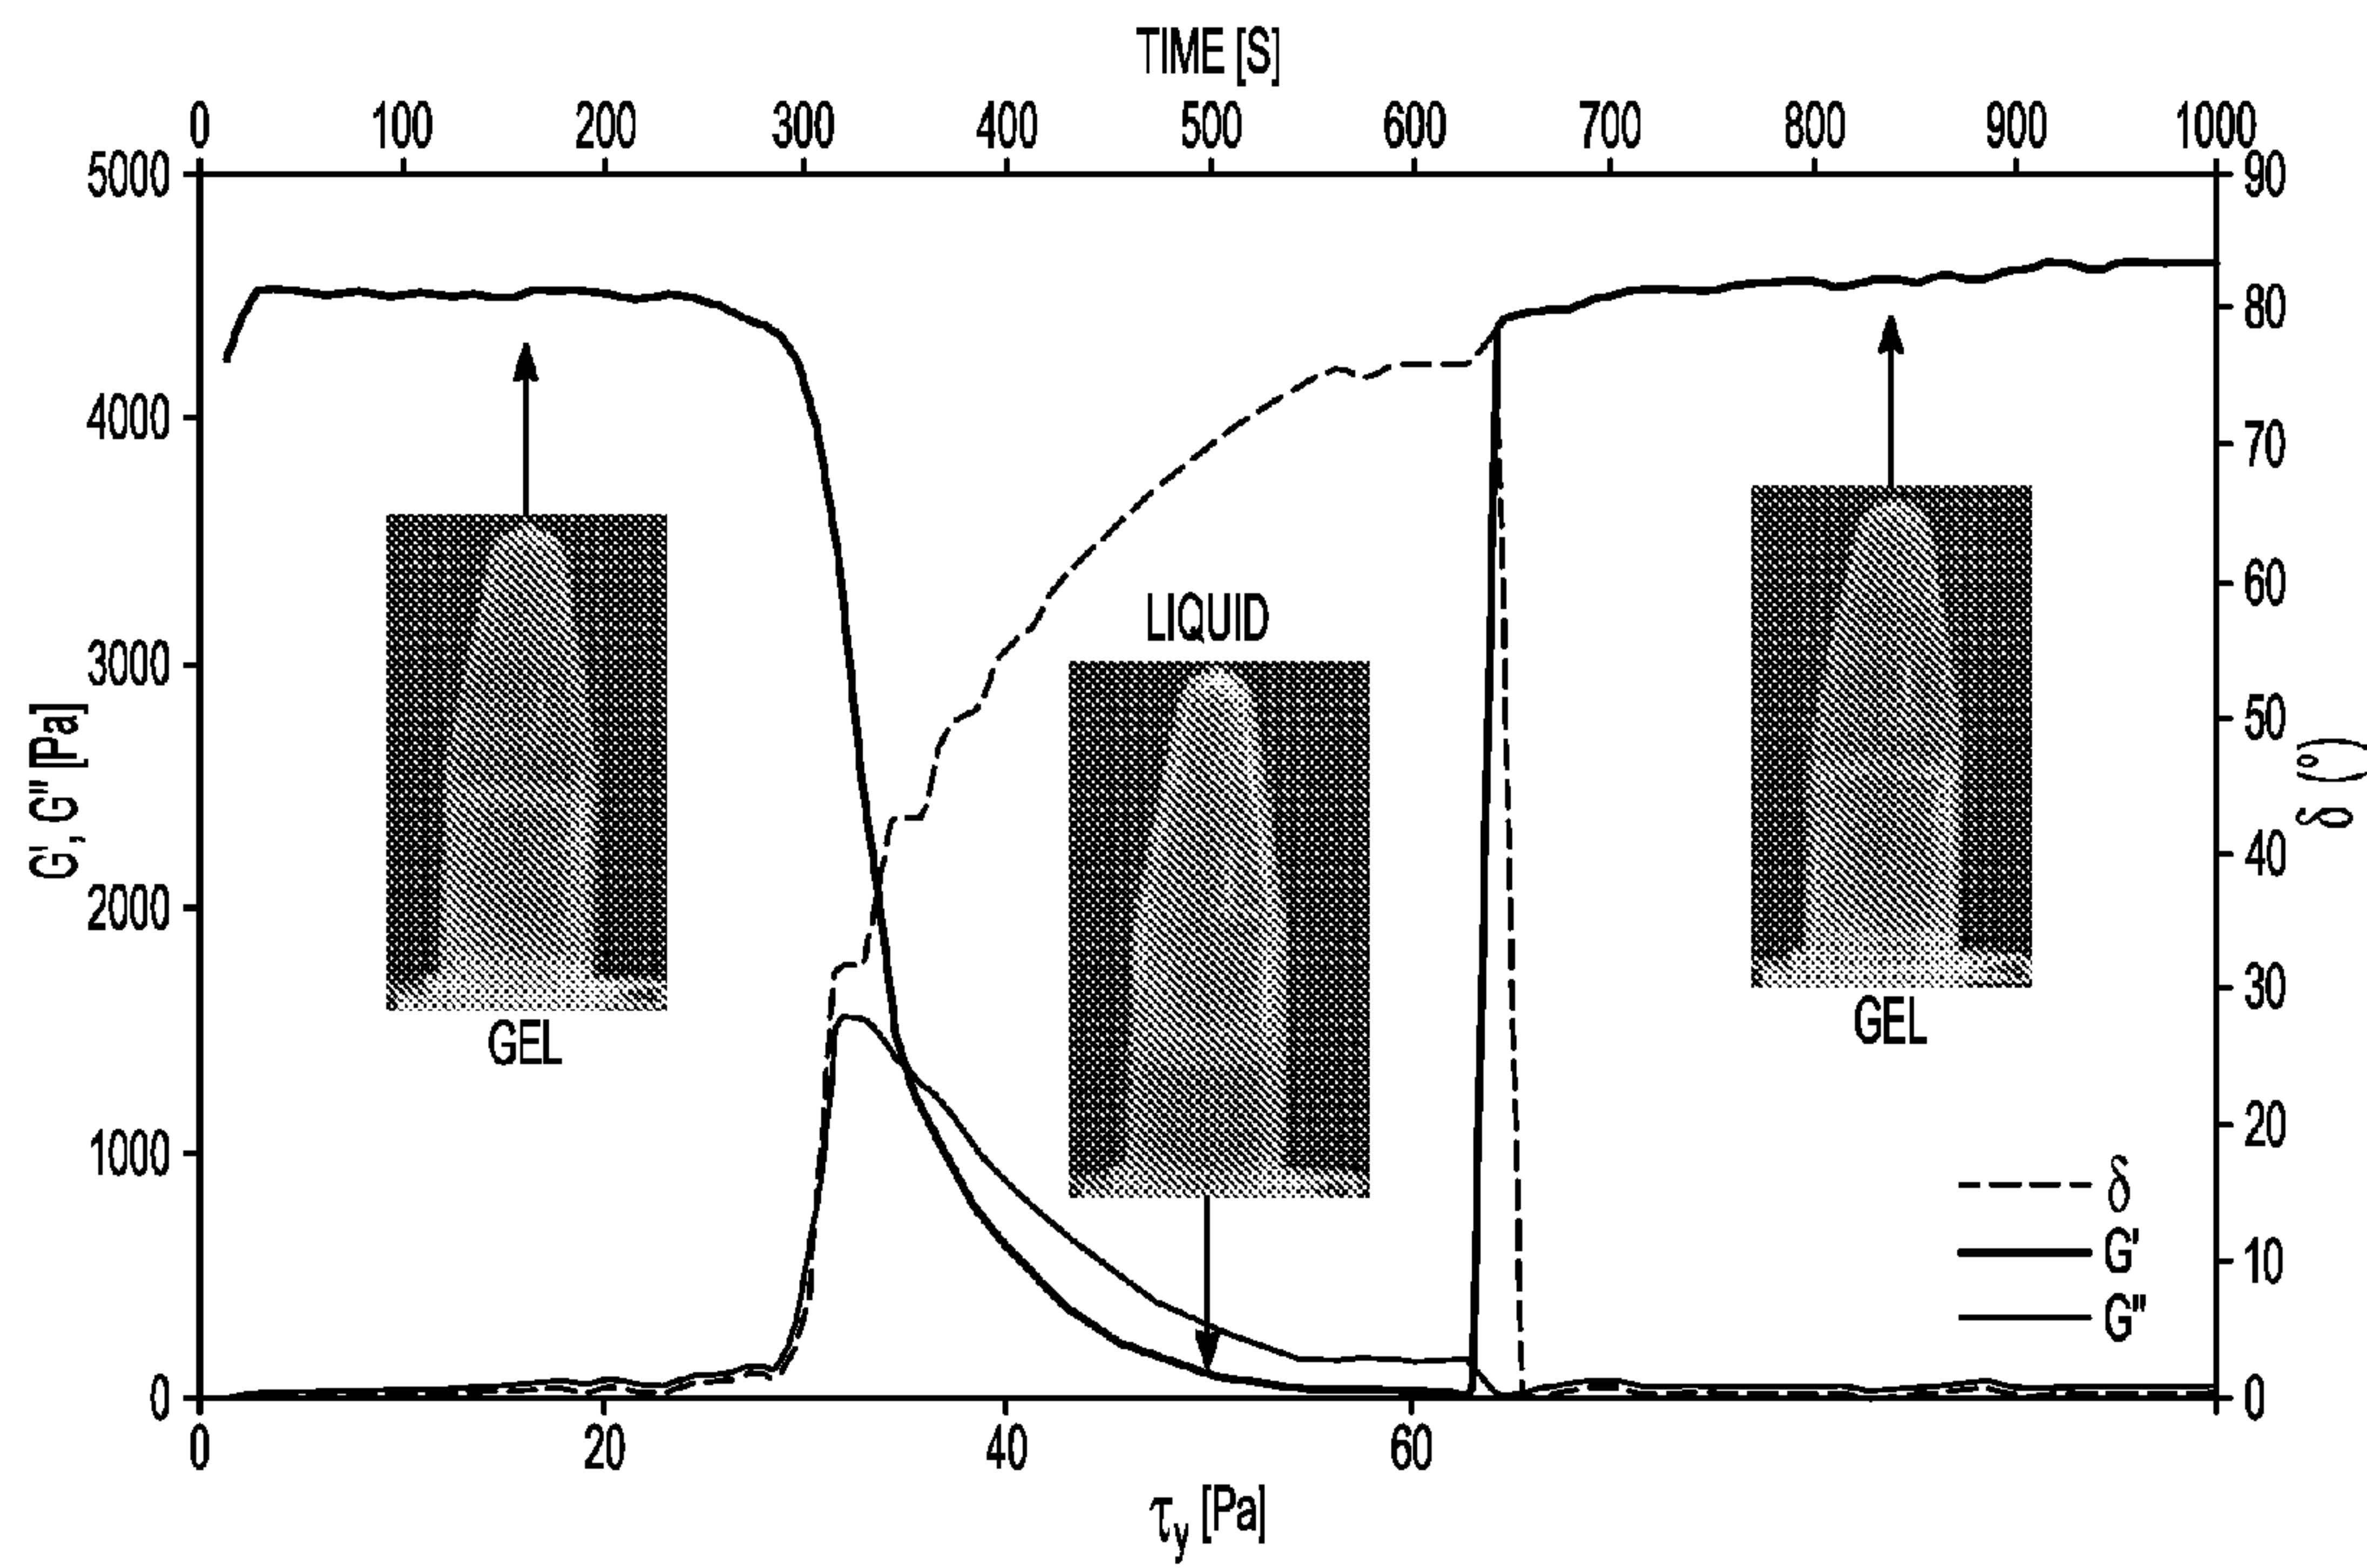 TIME [S]
0 100 200 300 400 500 600 700 800 900 1000
5000 90
80
4000
70
60
LIQUID
3000
50
G', G" [Pa]
δ (°)
40
2000
30
GEL
GEL
1000 20
δ
G'
10
G"
0 0
0 20 40 60
τy [Pa]